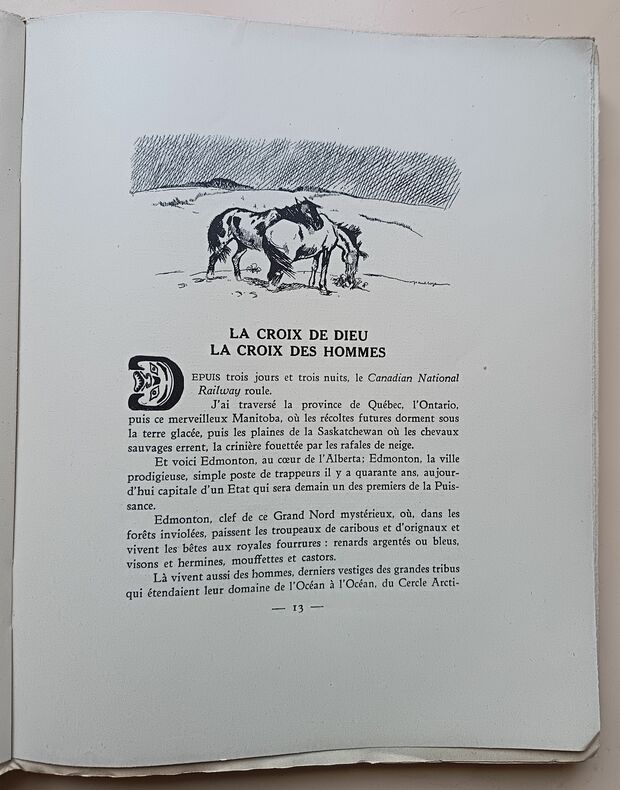 LA CROIX DE DIEU
LA CROIX DES HOMMES
DEPUIS trois jours et trois nuits, le Canadian National
Railway roule.
J'ai traversé la province de Québec, l'Ontario,
puis ce merveilleux Manitoba, où les récoltes futures dorment sous
la terre glacée, puis les plaines de la Saskatchewan où les chevaux
sauvages errent, la crinière fouettée par les rafales de neige.
Et voici Edmonton, au cœur de l'Alberta; Edmonton, la ville
prodigieuse, simple poste de trappeurs il y a quarante ans, aujour-
d'hui capitale d'un Etat qui sera demain un des premiers de la Puis-
sance.
Edmonton, clef de ce Grand Nord mystérieux, où, dans les
forêts inviolées, paissent les troupeaux de caribous et d'orignaux et
vivent les bêtes aux royales fourrures : renards argentés ou bleus,
visons et hermines, mouffettes et castors.
Là vivent aussi des hommes, derniers vestiges des grandes tribus
qui étendaient leur domaine de l'Océan à l'Océan, du Cercle Arcti-
— 13 —